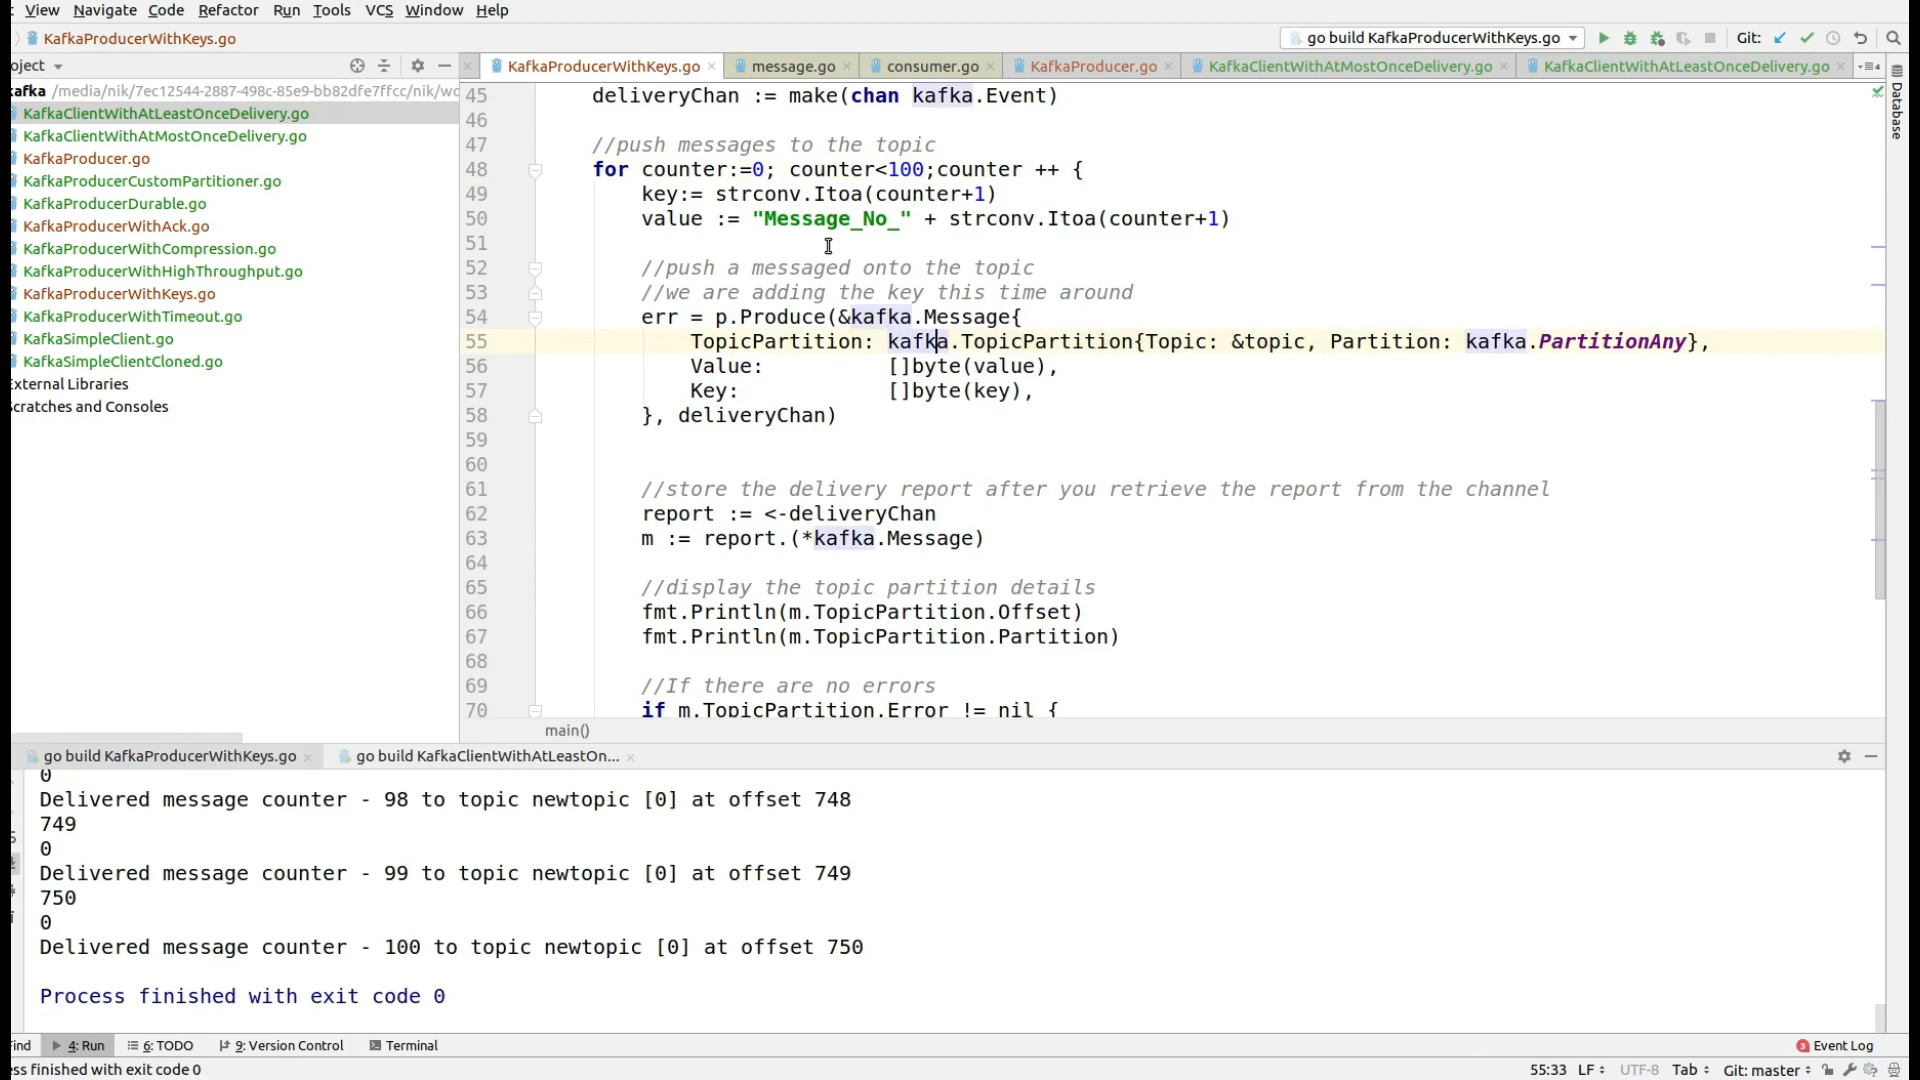 View Navigate Code Refactor Run Tools VCS Window Help
KafkaProducerWithKeys.go
go build KafkaProducerWithKeys.go
Git:
oject
KafkaProducerWithKeys.go
message.go
consumer.go
KafkaProducer.go
KafkaClientWithAtMostOnceDelivery.go
KafkaClientWithAtLeastOnceDelivery.go
4
Database
kafka /media/nik/7ec12544-2887-498c-85e9-bb82dfe7ffcc/nik/wo
KafkaClientWithAtLeastOnceDelivery.go
KafkaClientWithAtMostOnceDelivery.go
KafkaProducer.go
KafkaProducerCustomPartitioner.go
KafkaProducerDurable.go
KafkaProducerWithAck.go
KafkaProducerWithCompression.go
KafkaProducerWithHighThroughput.go
KafkaProducerWithKeys.go
KafkaProducerWithTimeout.go
KafkaSimpleClient.go
KafkaSimpleClientCloned.go
External Libraries
Scratches and Consoles
45 deliveryChan := make(chan kafka.Event)
46
47 //push messages to the topic
48 for counter:=0; counter<100;counter ++ {
49 key:= strconv.Itoa(counter+1)
50 value := "Message_No_" + strconv.Itoa(counter+1)
51
52 //push a messaged onto the topic
53 //we are adding the key this time around
54 err = p.Produce(&kafka.Message{
55 TopicPartition: kafka.TopicPartition{Topic: &topic, Partition: kafka.PartitionAny},
56 Value: []byte(value),
57 Key: []byte(key),
58 }, deliveryChan)
59
60
61 //store the delivery report after you retrieve the report from the channel
62 report := <-deliveryChan
63 m := report.(*kafka.Message)
64
65 //display the topic partition details
66 fmt.Println(m.TopicPartition.Offset)
67 fmt.Println(m.TopicPartition.Partition)
68
69 //If there are no errors
70 if m.TopicPartition.Error != nil {
main()
go build KafkaProducerWithKeys.go
go build KafkaClientWithAtLeastOn...
0
Delivered message counter - 98 to topic newtopic [0] at offset 748
749
0
Delivered message counter - 99 to topic newtopic [0] at offset 749
750
0
Delivered message counter - 100 to topic newtopic [0] at offset 750
Process finished with exit code 0
ind
4: Run
6: TODO
9: Version Control
Terminal
3 Event Log
ess finished with exit code 0
55:33 LF UTF-8 Tab Git: master